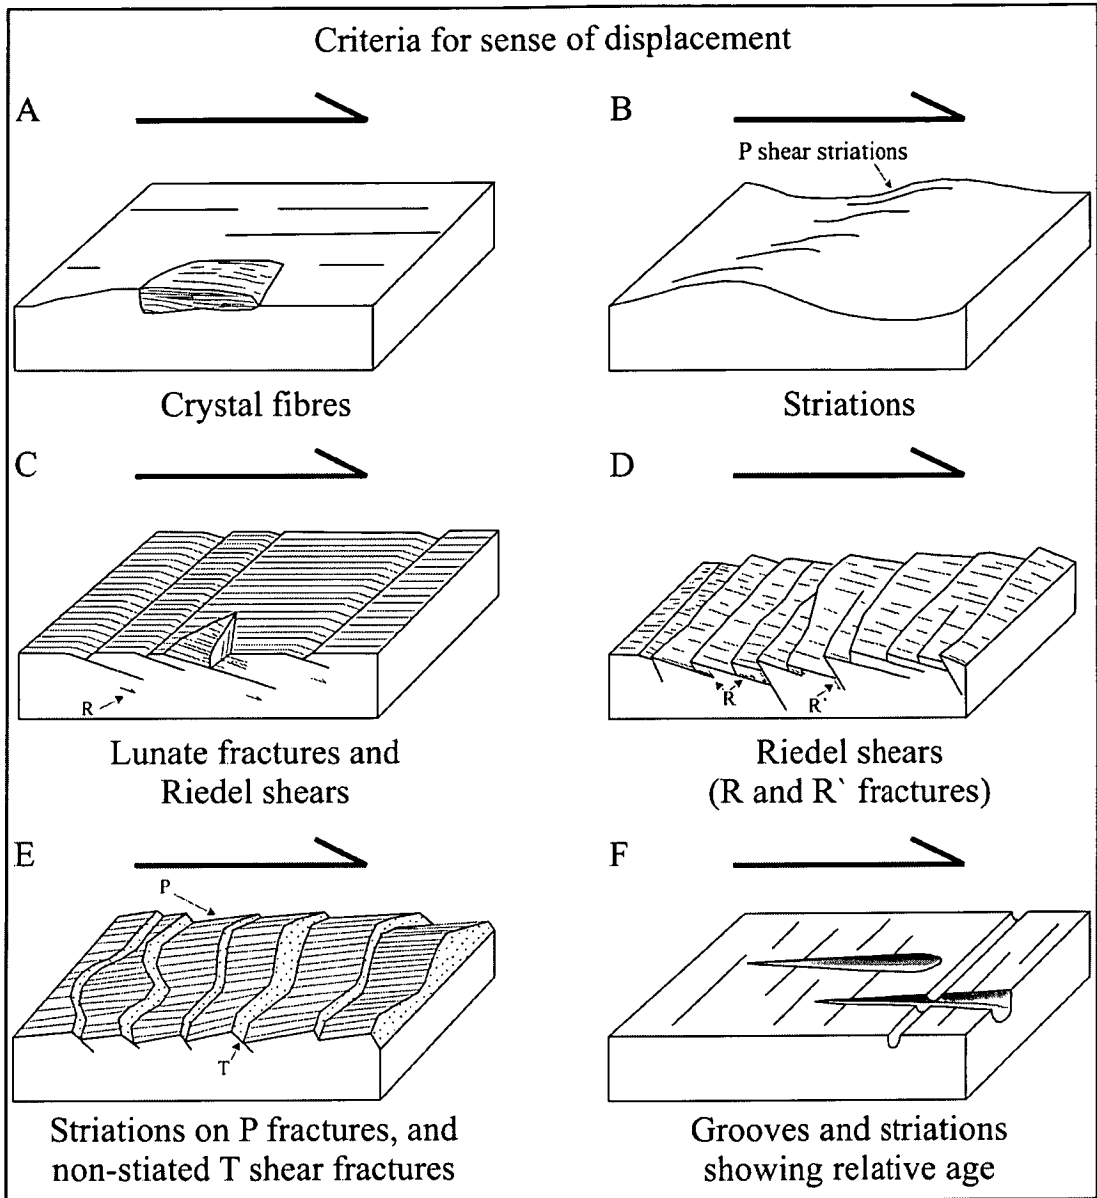 Criteria for sense of displacement
A
B
P shear striations
Crystal fibres
Striations
C
D
R
R
R`
Lunate fractures and
Riedel shears
Riedel shears
(R and R` fractures)
E
F
P
T
Striations on P fractures, and
non-stiated T shear fractures
Grooves and striations
showing relative age